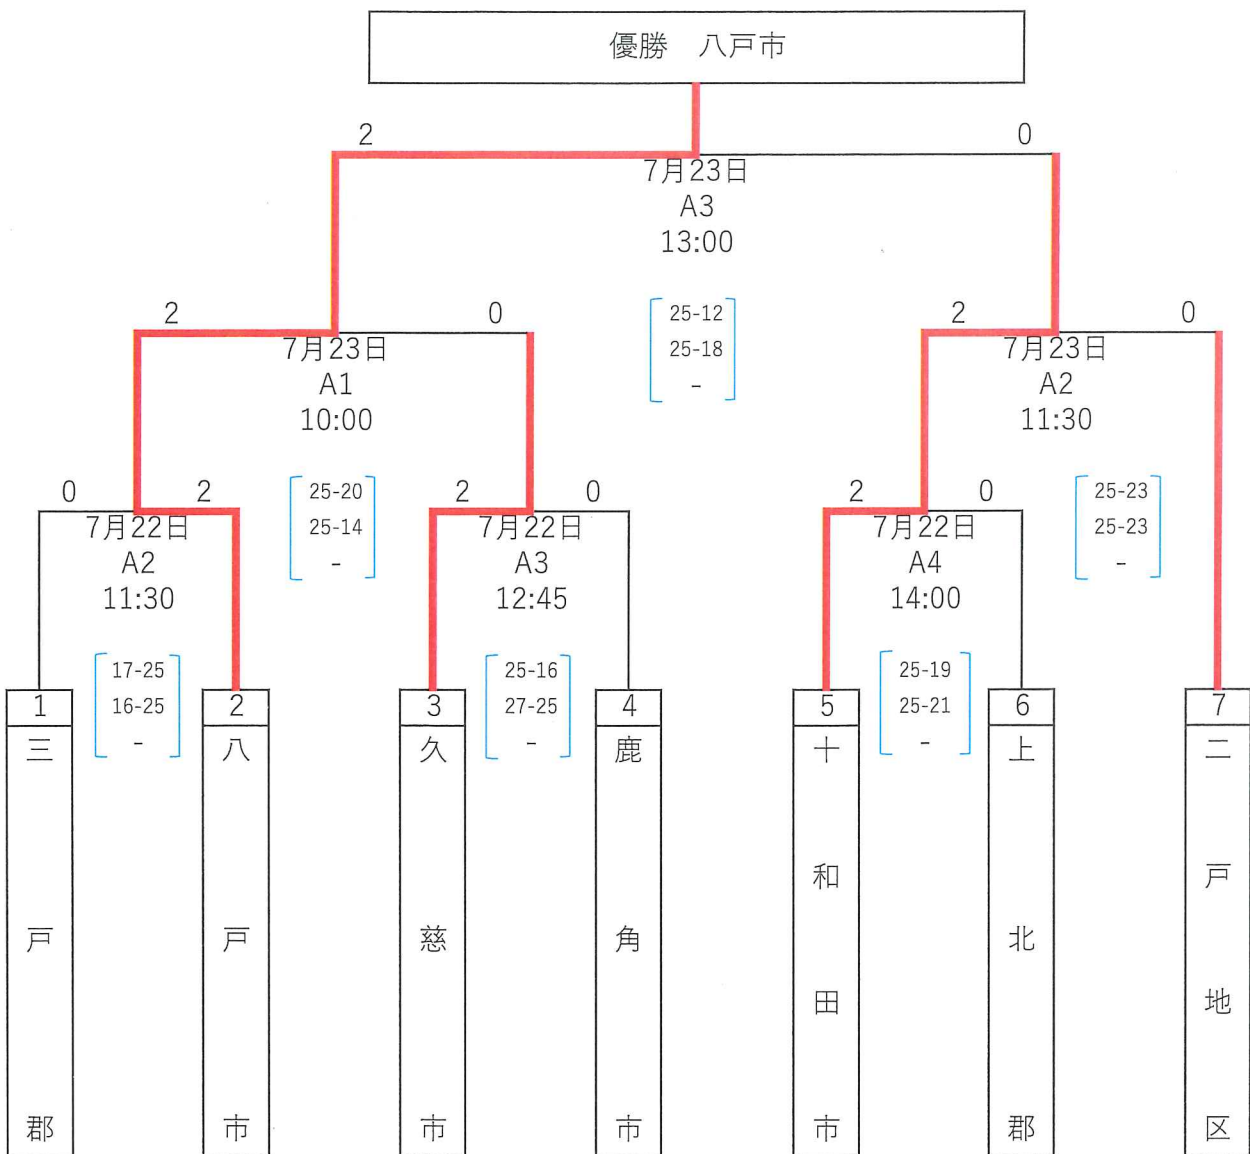 優勝 八戸市
2
0
7月23日
A3
13:00
25-12
25-18
-
2
0
7月23日
A1
10:00
2
0
7月23日
A2
11:30
25-20
25-14
-
25-23
25-23
-
0
2
7月22日
A2
11:30
2
0
7月22日
A3
12:45
2
0
7月22日
A4
14:00
17-25
16-25
-
25-16
27-25
-
25-19
25-21
-
1
三戸郡
2
八戸市
3
久慈市
4
鹿角市
5
十和田市
6
上北郡
7
二戸地区